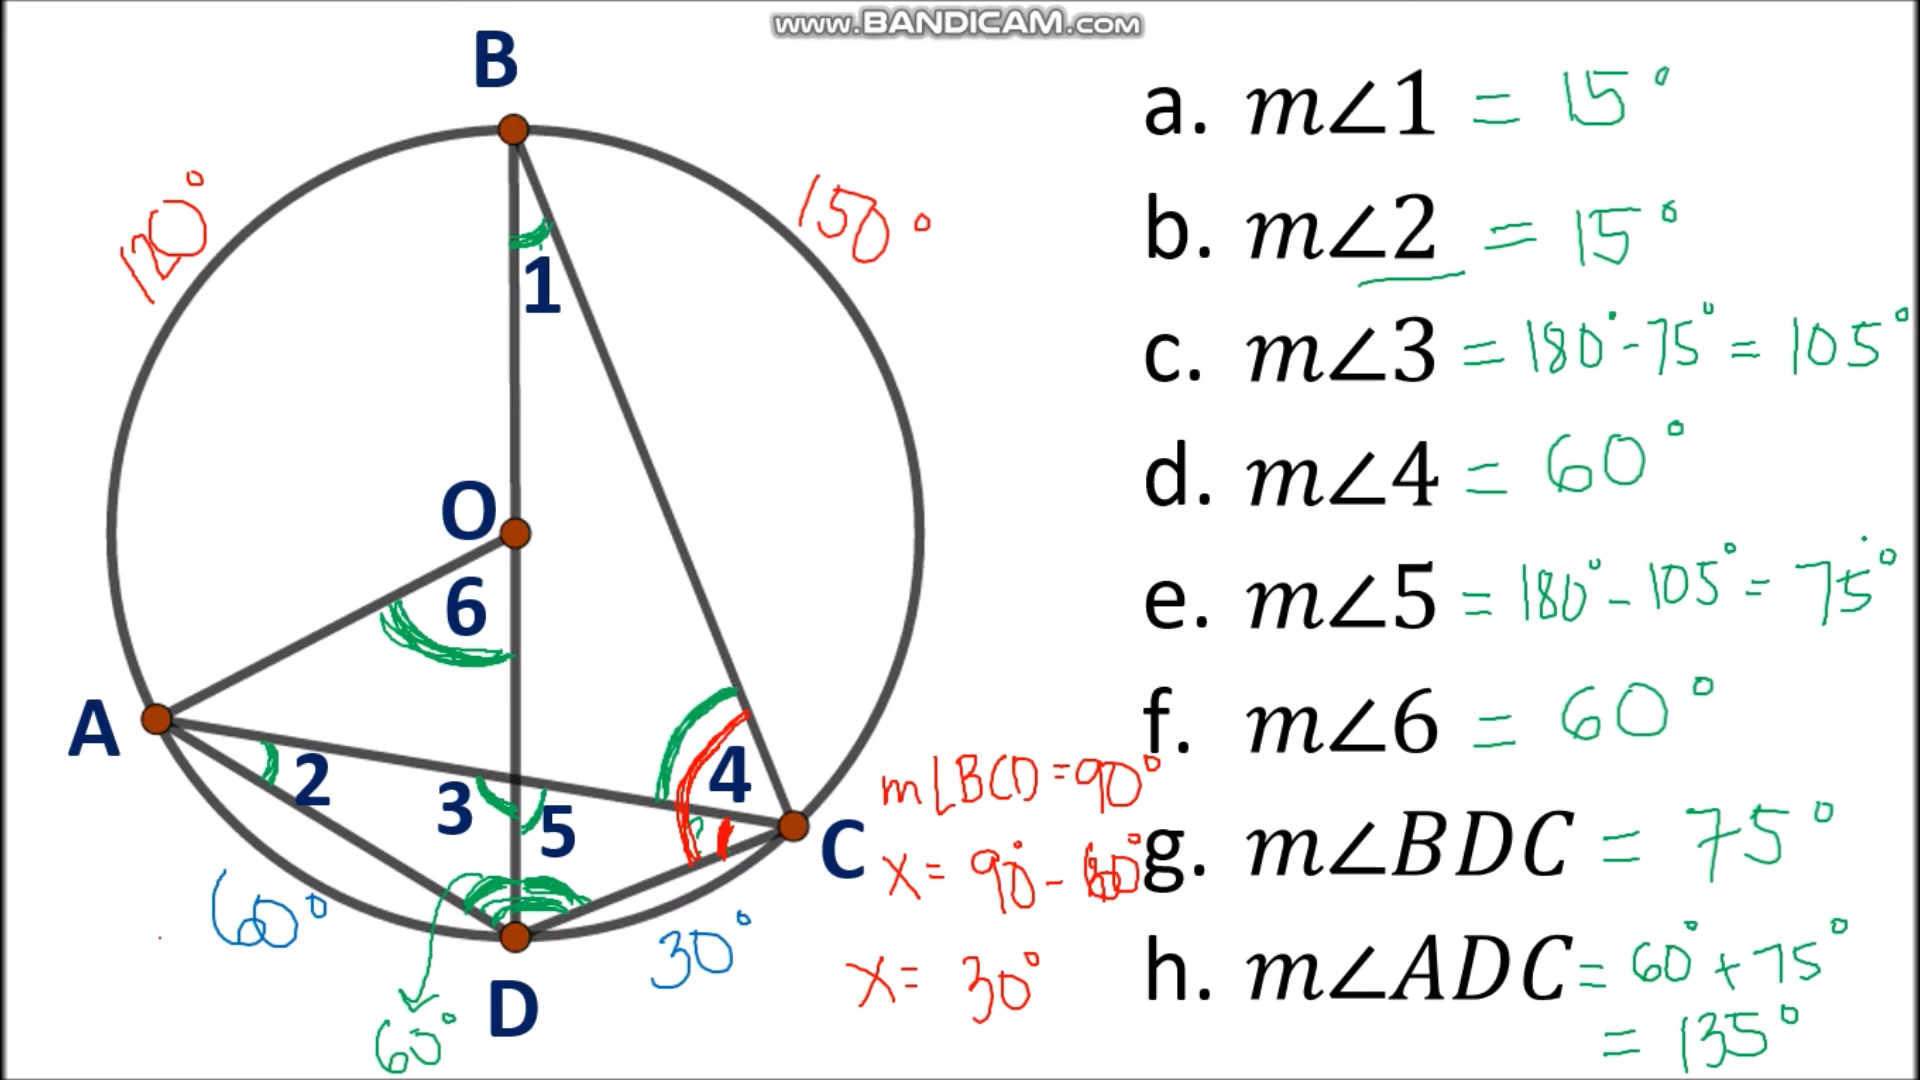 www.BANDICAM.com
B
120°
150°
1
O
6
A
2
3
5
4
C
60°
30°
D
60°
m∠BCD = 90°
x = 90° - 60°
x = 30°
a. m∠1 = 15°
b. m∠2 = 15°
c. m∠3 = 180° - 75° = 105°
d. m∠4 = 60°
e. m∠5 = 180° - 105° = 75°
f. m∠6 = 60°
g. m∠BDC = 75°
h. m∠ADC = 60° + 75°
= 135°